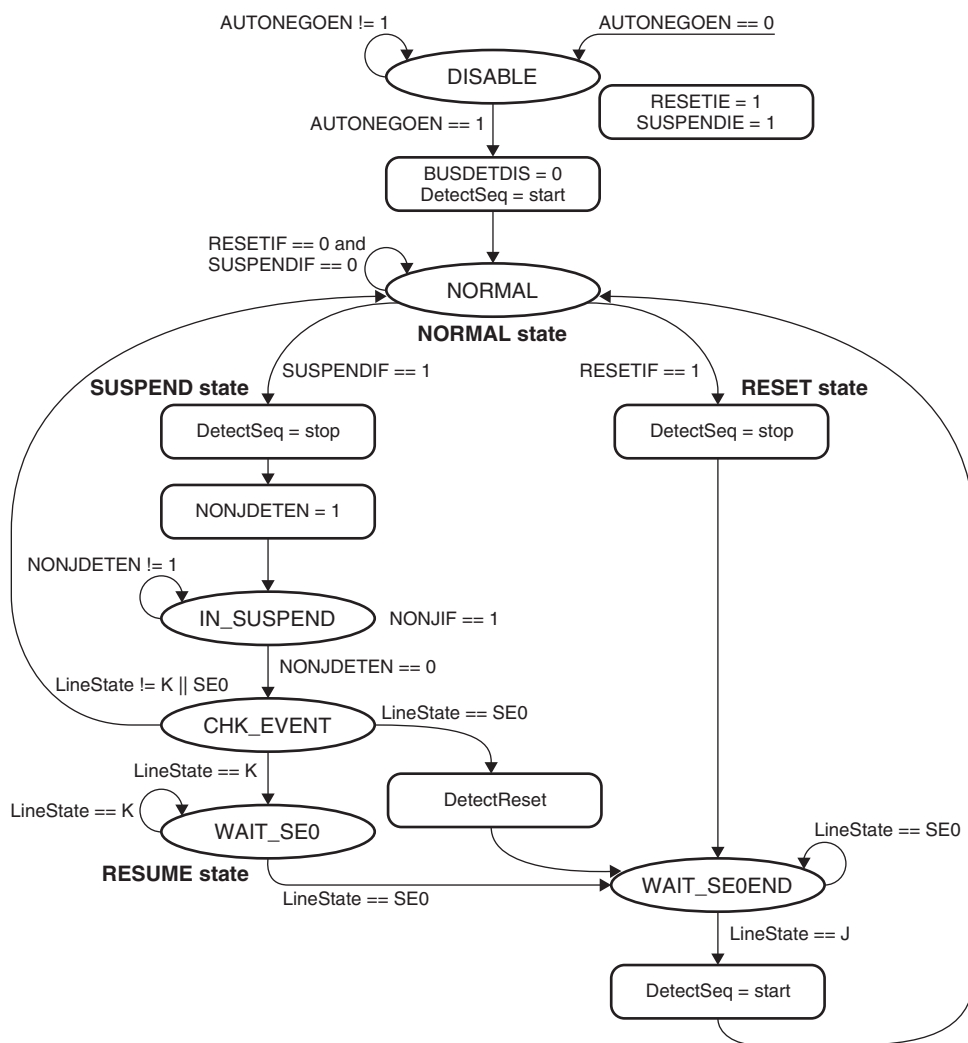 AUTONEGOEN != 1
AUTONEGOEN == 0
DISABLE
RESETIE = 1
SUSPENDIE = 1
AUTONEGOEN == 1
BUSDETDIS = 0
DetectSeq = start
RESETIF == 0 and
SUSPENDIF == 0
NORMAL
NORMAL state
SUSPENDIF == 1
RESETIF == 1
SUSPEND state
RESET state
DetectSeq = stop
DetectSeq = stop
NONJDETEN = 1
NONJDETEN != 1
IN_SUSPEND
NONJIF == 1
NONJDETEN == 0
LineState != K || SE0
CHK_EVENT
LineState == SE0
LineState == K
DetectReset
LineState == K
WAIT_SE0
LineState == SE0
RESUME state
WAIT_SE0END
LineState == SE0
LineState == J
DetectSeq = start